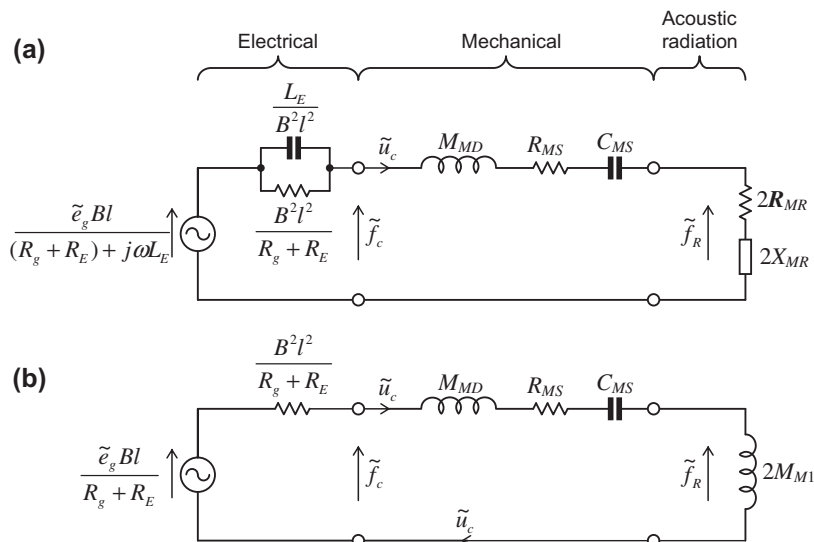 (a)
Electrical
Mechanical
Acoustic
radiation
L_E
B²l²
ũ_c
M_MD
R_MS
C_MS
B²l²
R_g + R_E
ẽ_g Bl
(R_g + R_E) + jωL_E
f̃_c
f̃_R
2R_MR
2X_MR
(b)
B²l²
R_g + R_E
ũ_c
M_MD
R_MS
C_MS
ẽ_g Bl
R_g + R_E
f̃_c
f̃_R
2M_M1
ũ_c